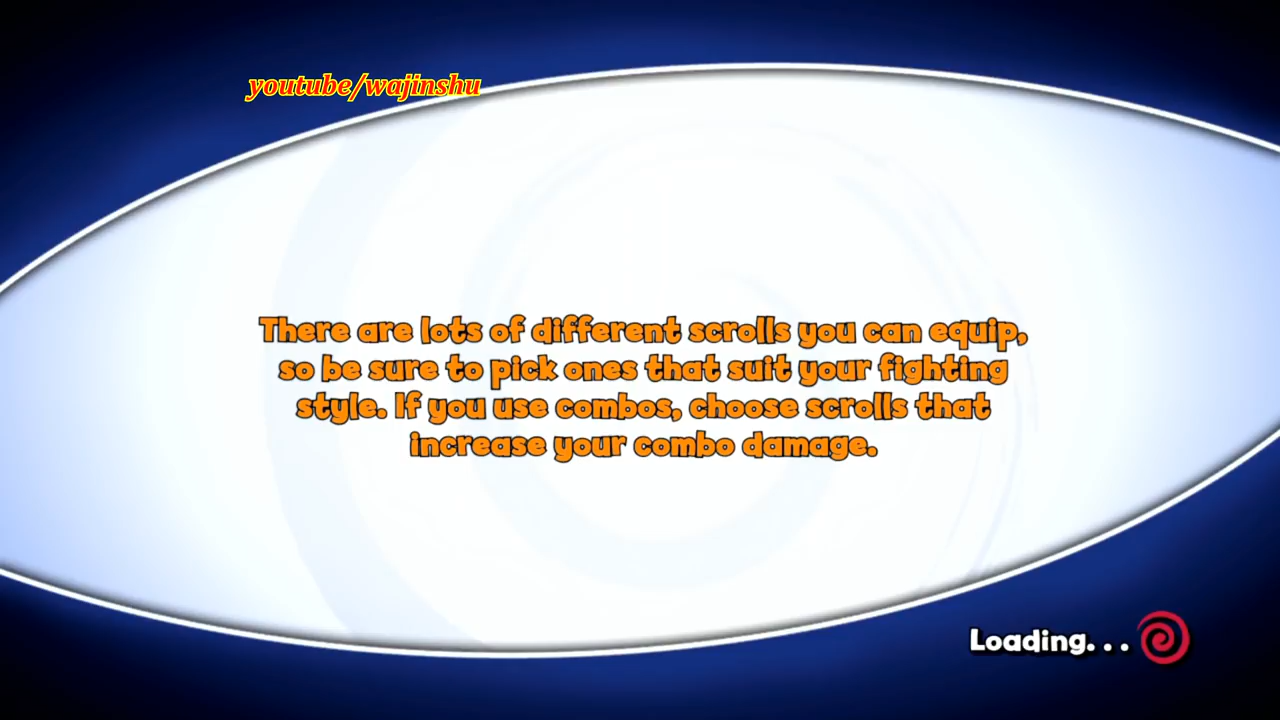 youtube/wajinshu
There are lots of different scrolls you can equip,
so be sure to pick ones that suit your fighting
style. If you use combos, choose scrolls that
increase your combo damage.
Loading. . .